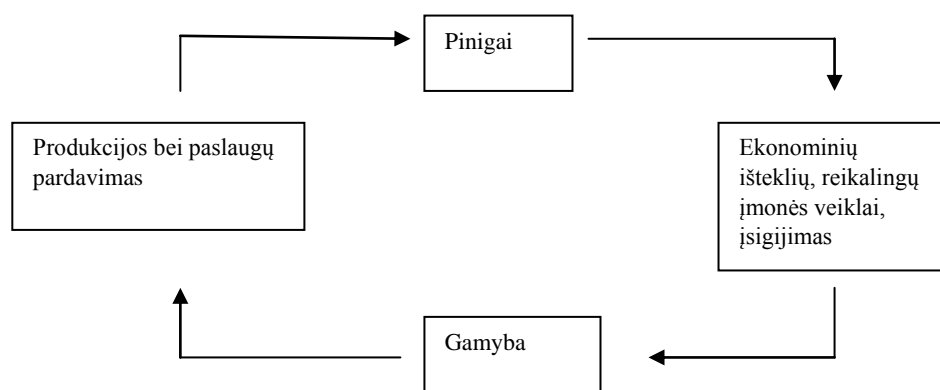 Pinigai
Produkcijos bei paslaugų
pardavimas
Ekonominių
išteklių, reikalingų
įmonės veiklai,
įsigijimas
Gamyba